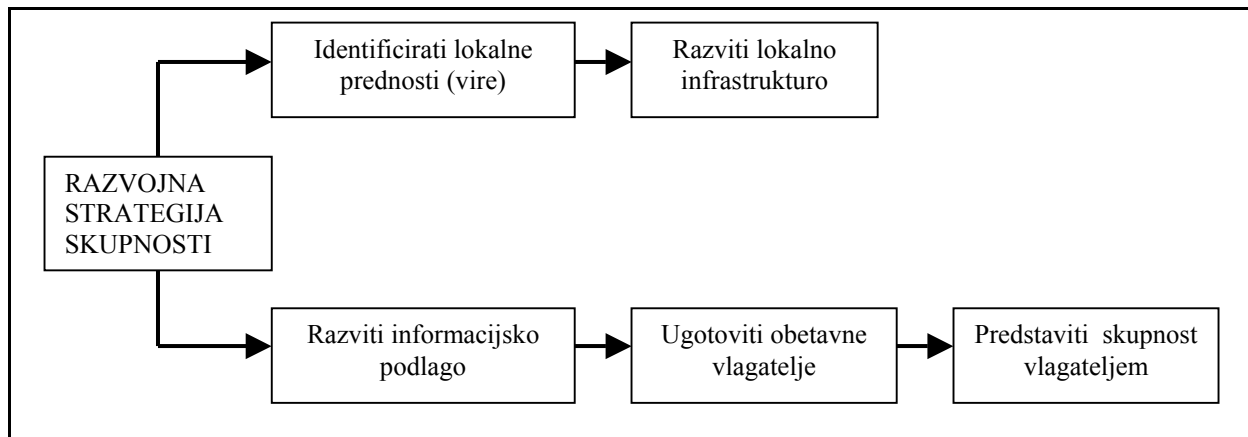 Identificirati lokalne
prednosti (vire)
Razviti lokalno
infrastrukturo
RAZVOJNA
STRATEGIJA
SKUPNOSTI
Razviti informacijsko
podlago
Ugotoviti obetavne
vlagatelje
Predstaviti skupnost
vlagateljem